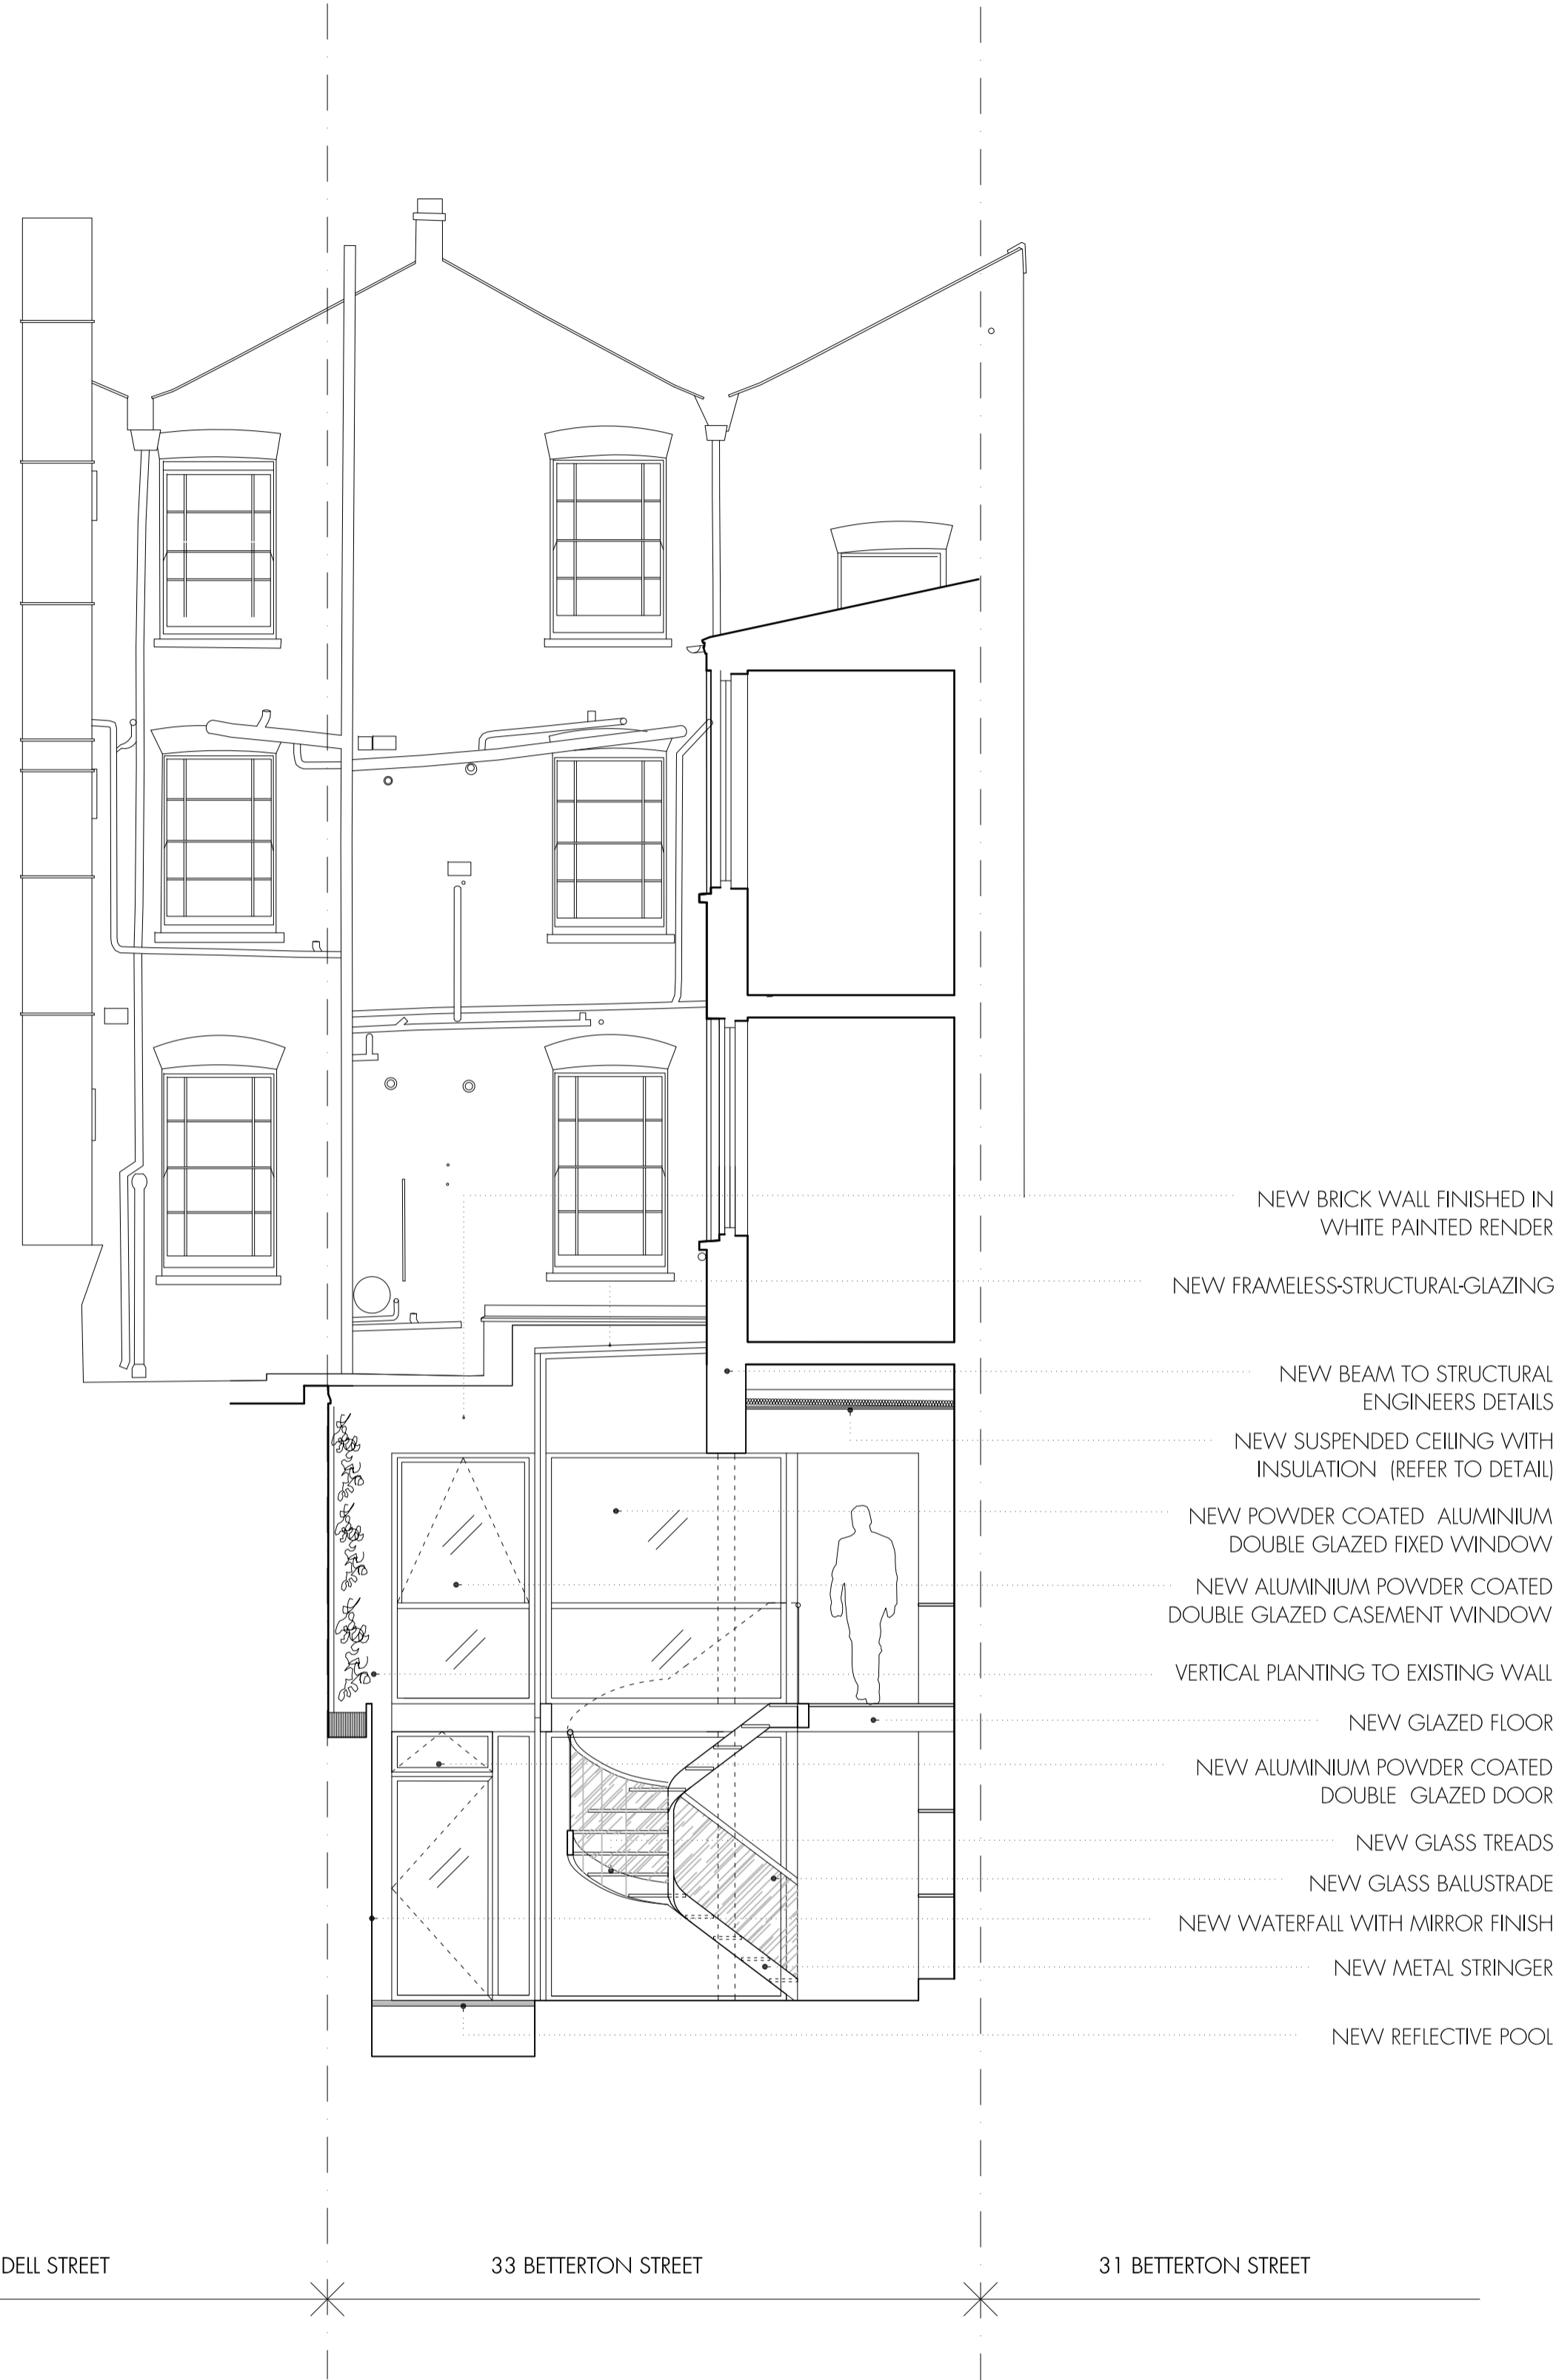 NEW BRICK WALL FINISHED IN
WHITE PAINTED RENDER
NEW FRAMELESS-STRUCTURAL-GLAZING
NEW BEAM TO STRUCTURAL
ENGINEERS DETAILS
NEW SUSPENDED CEILING WITH
INSULATION (REFER TO DETAIL)
NEW POWDER COATED ALUMINIUM
DOUBLE GLAZED FIXED WINDOW
NEW ALUMINIUM POWDER COATED
DOUBLE GLAZED CASEMENT WINDOW
VERTICAL PLANTING TO EXISTING WALL
NEW GLAZED FLOOR
NEW ALUMINIUM POWDER COATED
DOUBLE GLAZED DOOR
NEW GLASS TREADS
NEW GLASS BALUSTRADE
NEW WATERFALL WITH MIRROR FINISH
NEW METAL STRINGER
NEW REFLECTIVE POOL
DELL STREET
33 BETTERTON STREET
31 BETTERTON STREET